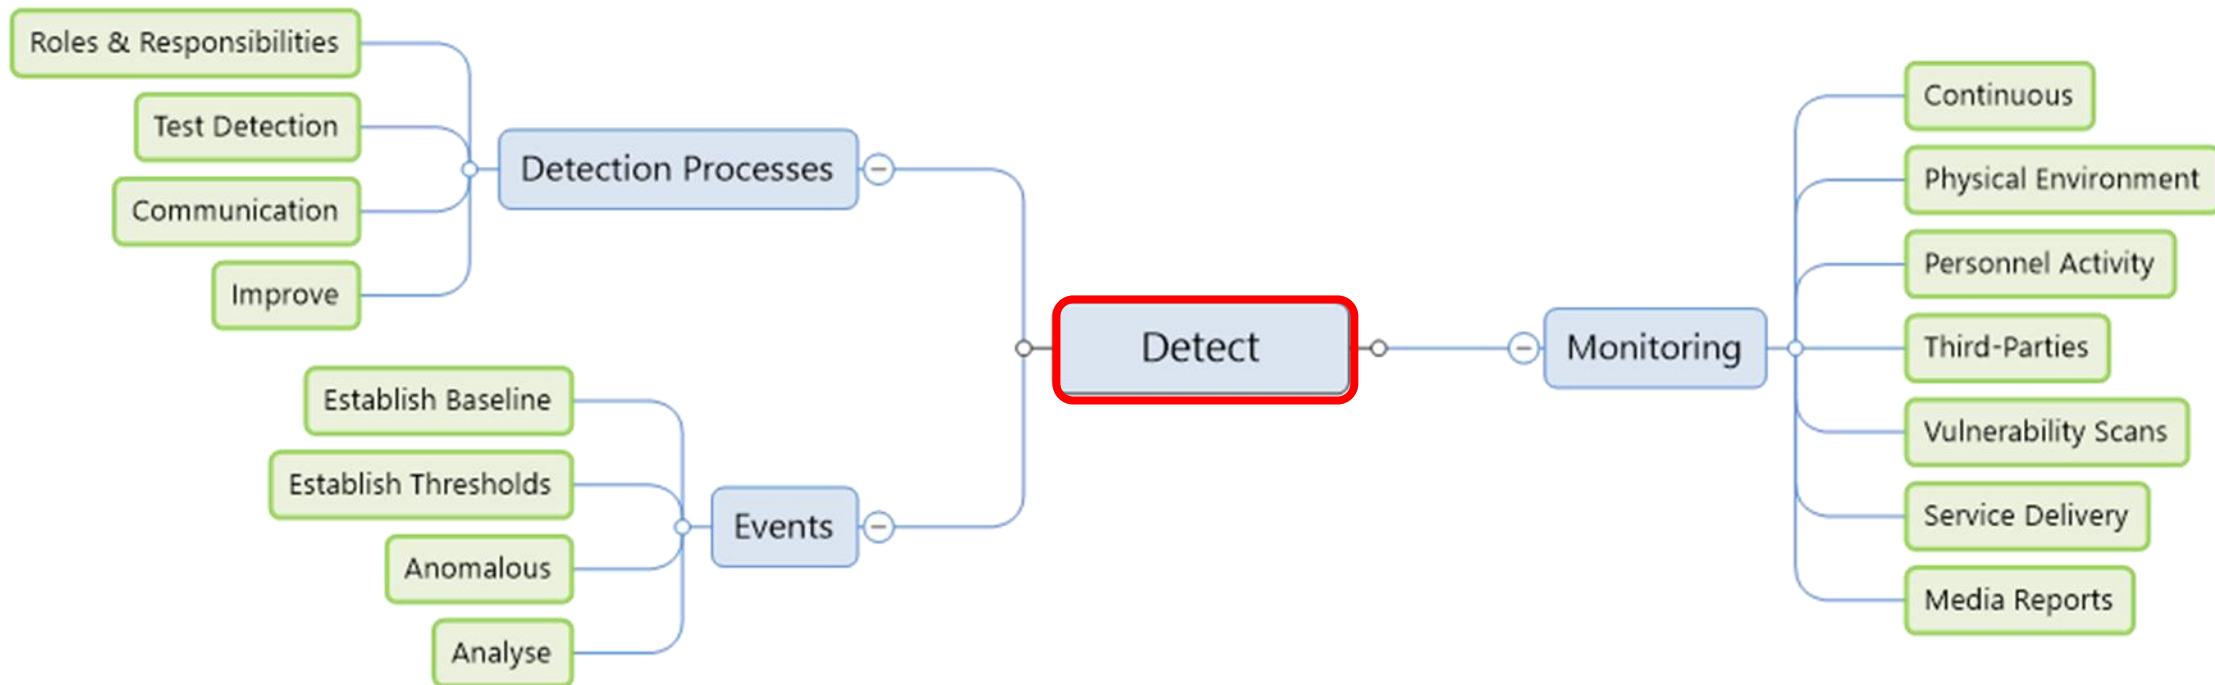 Roles & Responsibilities
Test Detection
Communication
Improve
Detection Processes
Establish Baseline
Establish Thresholds
Anomalous
Analyse
Events
Detect
Monitoring
Continuous
Physical Environment
Personnel Activity
Third-Parties
Vulnerability Scans
Service Delivery
Media Reports